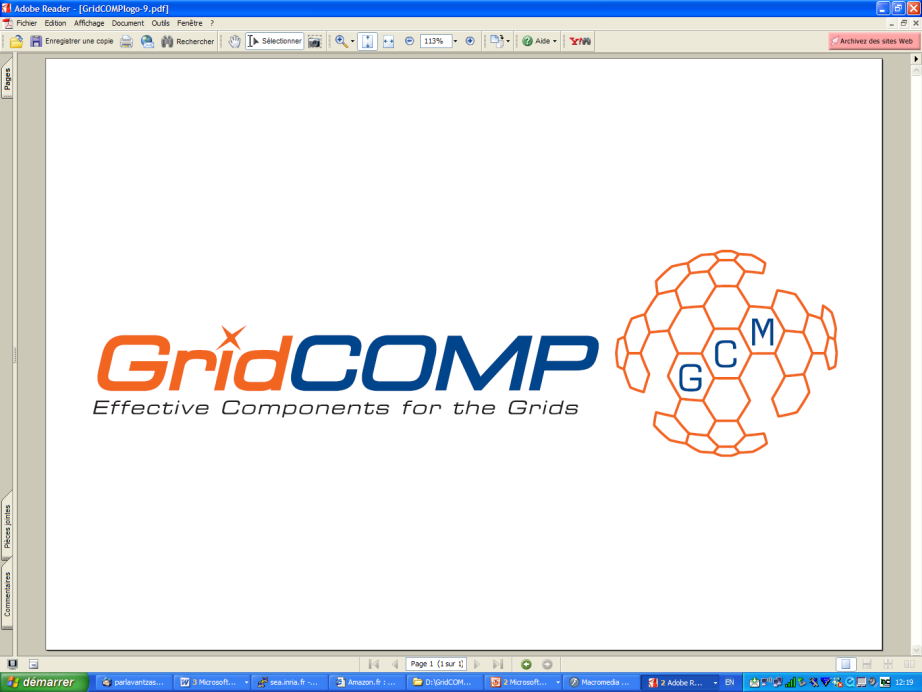 Adobe Reader - [GridCOMPlogo-9.pdf]
Fichier Edition Affichage Document Outils Fenêtre ?
Enregistrer une copie Rechercher Sélectionner 113% Aide Archivez des sites Web
Pages
GridCOMP
Effective Components for the Grids
G C M
Pièces jointes
Commentaires
Page 1 (1 sur 1)
démarrer parlavantzas... 3 Microsoft... sea.inria.fr -... Amazon.fr : ... D:\GridCOM... 2 Microsoft... Macromedia ... 2 Adobe R... EN 12:19